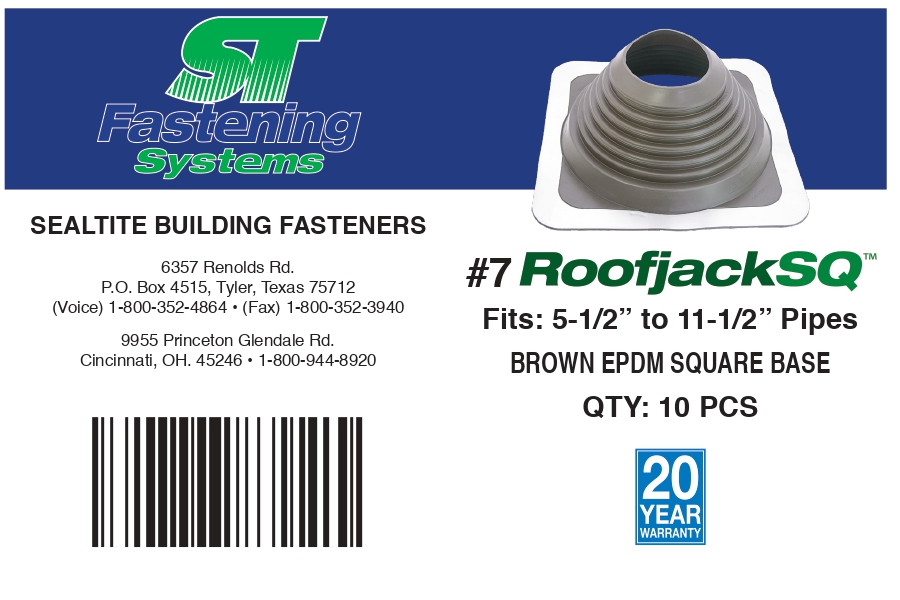 ST
Fastening
Systems
SEALTITE BUILDING FASTENERS
6357 Renolds Rd.
P.O. Box 4515, Tyler, Texas 75712
(Voice) 1-800-352-4864 • (Fax) 1-800-352-3940
9955 Princeton Glendale Rd.
Cincinnati, OH. 45246 • 1-800-944-8920
#7 RoofjackSQ™
Fits: 5-1/2” to 11-1/2” Pipes
BROWN EPDM SQUARE BASE
QTY: 10 PCS
20
YEAR
WARRANTY